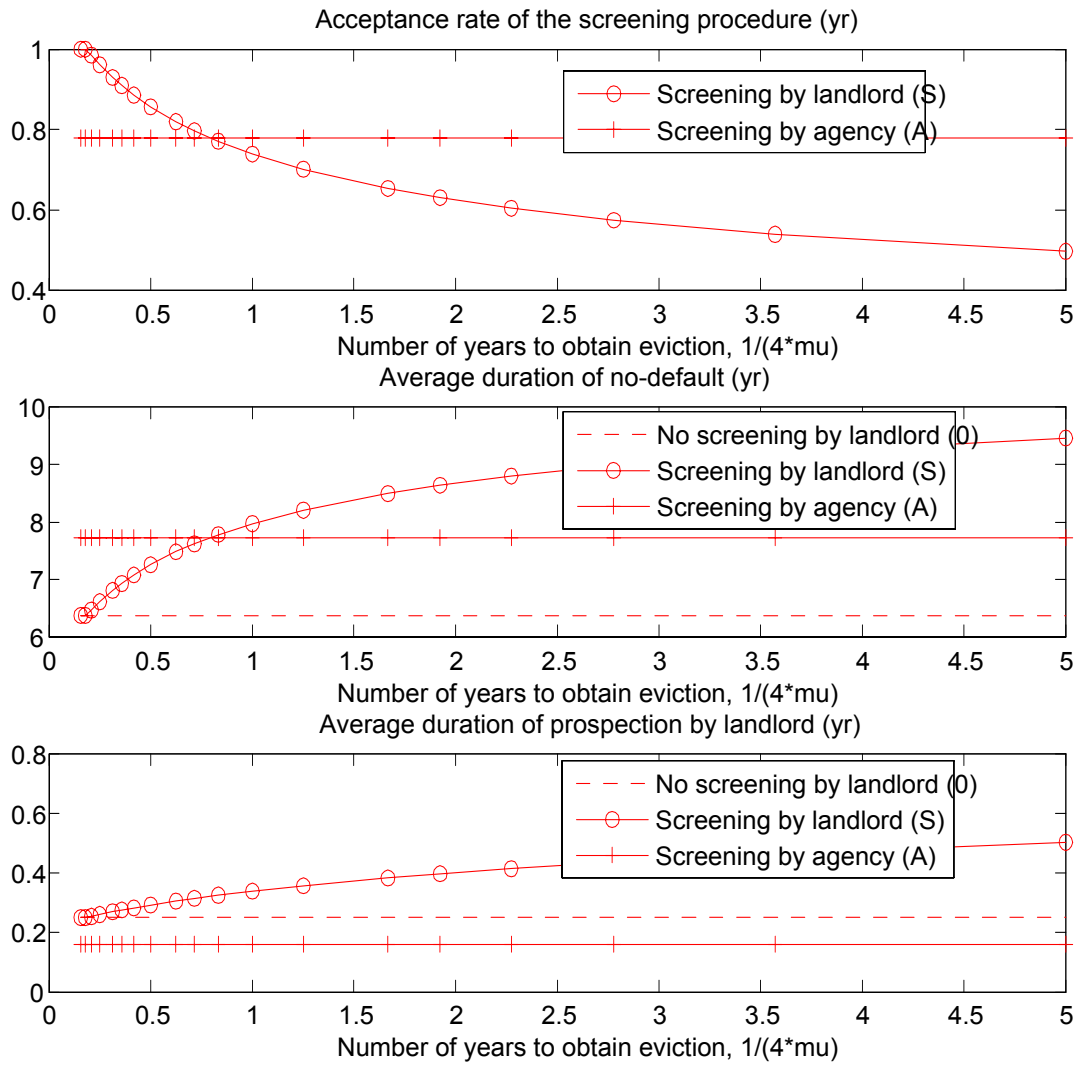 Acceptance rate of the screening procedure (yr)
1
0.8
0.6
0.4
Screening by landlord (S)
Screening by agency (A)
0 0.5 1 1.5 2 2.5 3 3.5 4 4.5 5
Number of years to obtain eviction, 1/(4*mu)
Average duration of no-default (yr)
10
9
8
7
6
No screening by landlord (0)
Screening by landlord (S)
Screening by agency (A)
0 0.5 1 1.5 2 2.5 3 3.5 4 4.5 5
Number of years to obtain eviction, 1/(4*mu)
Average duration of prospection by landlord (yr)
0.8
0.6
0.4
0.2
0
No screening by landlord (0)
Screening by landlord (S)
Screening by agency (A)
0 0.5 1 1.5 2 2.5 3 3.5 4 4.5 5
Number of years to obtain eviction, 1/(4*mu)